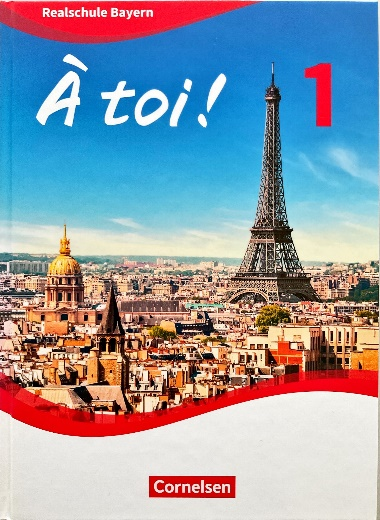 Realschule Bayern
À toi!
1
Cornelsen